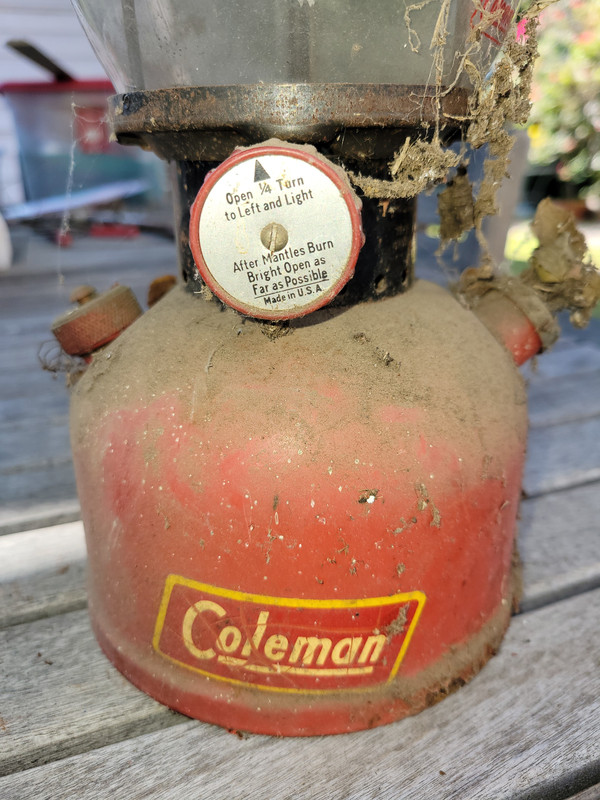 Open ¼ Turn
to Left and Light
After Mantles Burn
Bright Open as
Far as Possible
Made in U.S.A.
Coleman